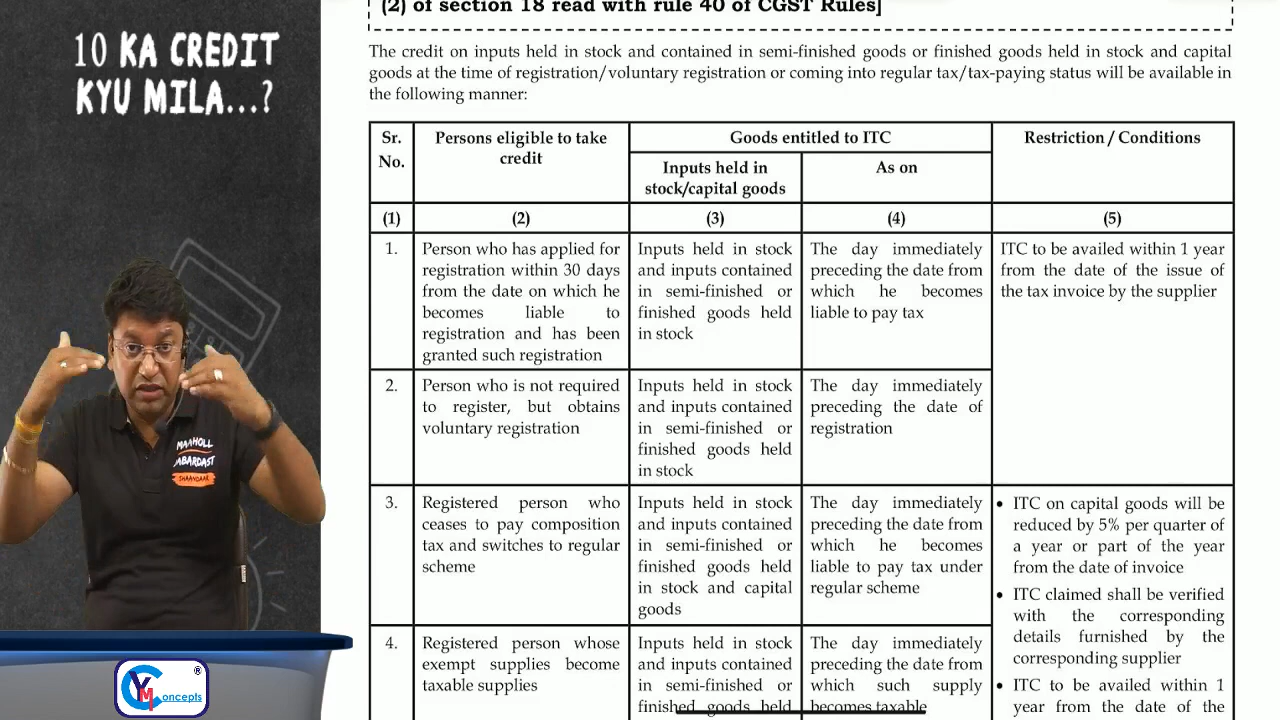 (2) of section 18 read with rule 40 of CGST Rules]
10 KA CREDIT
KYU MILA...?
The credit on inputs held in stock and contained in semi-finished goods or finished goods held in stock and capital
goods at the time of registration/voluntary registration or coming into regular tax/tax-paying status will be available in
the following manner:
Sr.
No.
Persons eligible to take
credit
Goods entitled to ITC
Restriction / Conditions
Inputs held in
stock/capital goods
As on
(1)
(2)
(3)
(4)
(5)
1.
Person who has applied for
registration within 30 days
from the date on which he
becomes liable to
registration and has been
granted such registration
Inputs held in stock
and inputs contained
in semi-finished or
finished goods held
in stock
The day immediately
preceding the date from
which he becomes
liable to pay tax
ITC to be availed within 1 year
from the date of the issue of
the tax invoice by the supplier
2.
Person who is not required
to register, but obtains
voluntary registration
Inputs held in stock
and inputs contained
in semi-finished or
finished goods held
in stock
The day immediately
preceding the date of
registration
3.
Registered person who
ceases to pay composition
tax and switches to regular
scheme
Inputs held in stock
and inputs contained
in semi-finished or
finished goods held
in stock and capital
goods
The day immediately
preceding the date from
which he becomes
liable to pay tax under
regular scheme
• ITC on capital goods will be
reduced by 5% per quarter of
a year or part of the year
from the date of invoice
• ITC claimed shall be verified
with the corresponding
details furnished by the
corresponding supplier
• ITC to be availed within 1
year from the date of the
4.
Registered person whose
exempt supplies become
taxable supplies
Inputs held in stock
and inputs contained
in semi-finished or
finished goods held
The day immediately
preceding the date from
which such supply
becomes taxable
MAAHOLL
JABARDAST
SHAANDAAR
YM Concepts
®